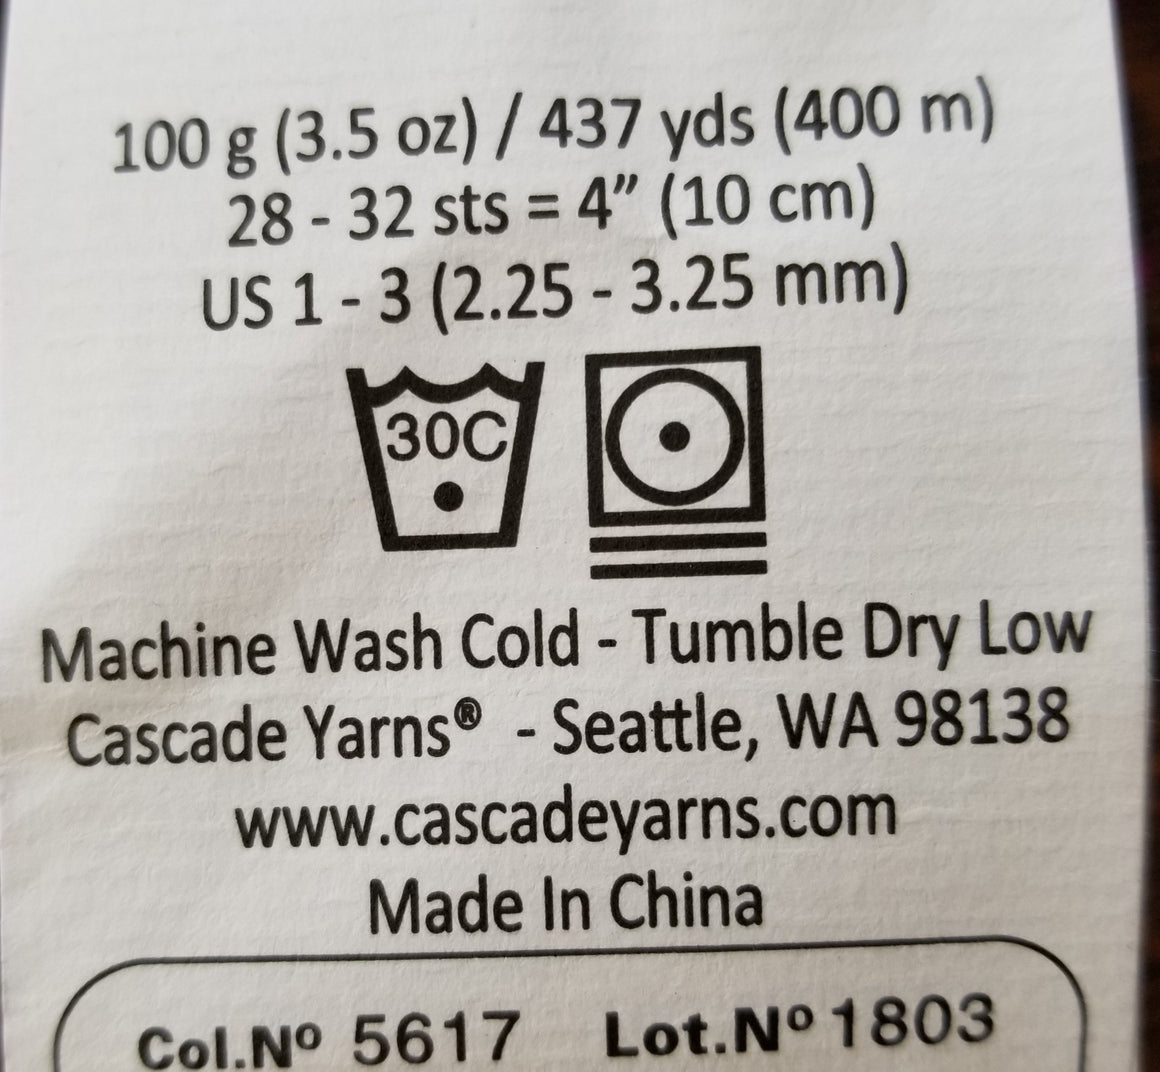 100 g (3.5 oz) / 437 yds (400 m)
28 - 32 sts = 4” (10 cm)
US 1 - 3 (2.25 - 3.25 mm)
30C
Machine Wash Cold - Tumble Dry Low
Cascade Yarns® - Seattle, WA 98138
www.cascadeyarns.com
Made In China
Col.Nº 5617 Lot.Nº 1803